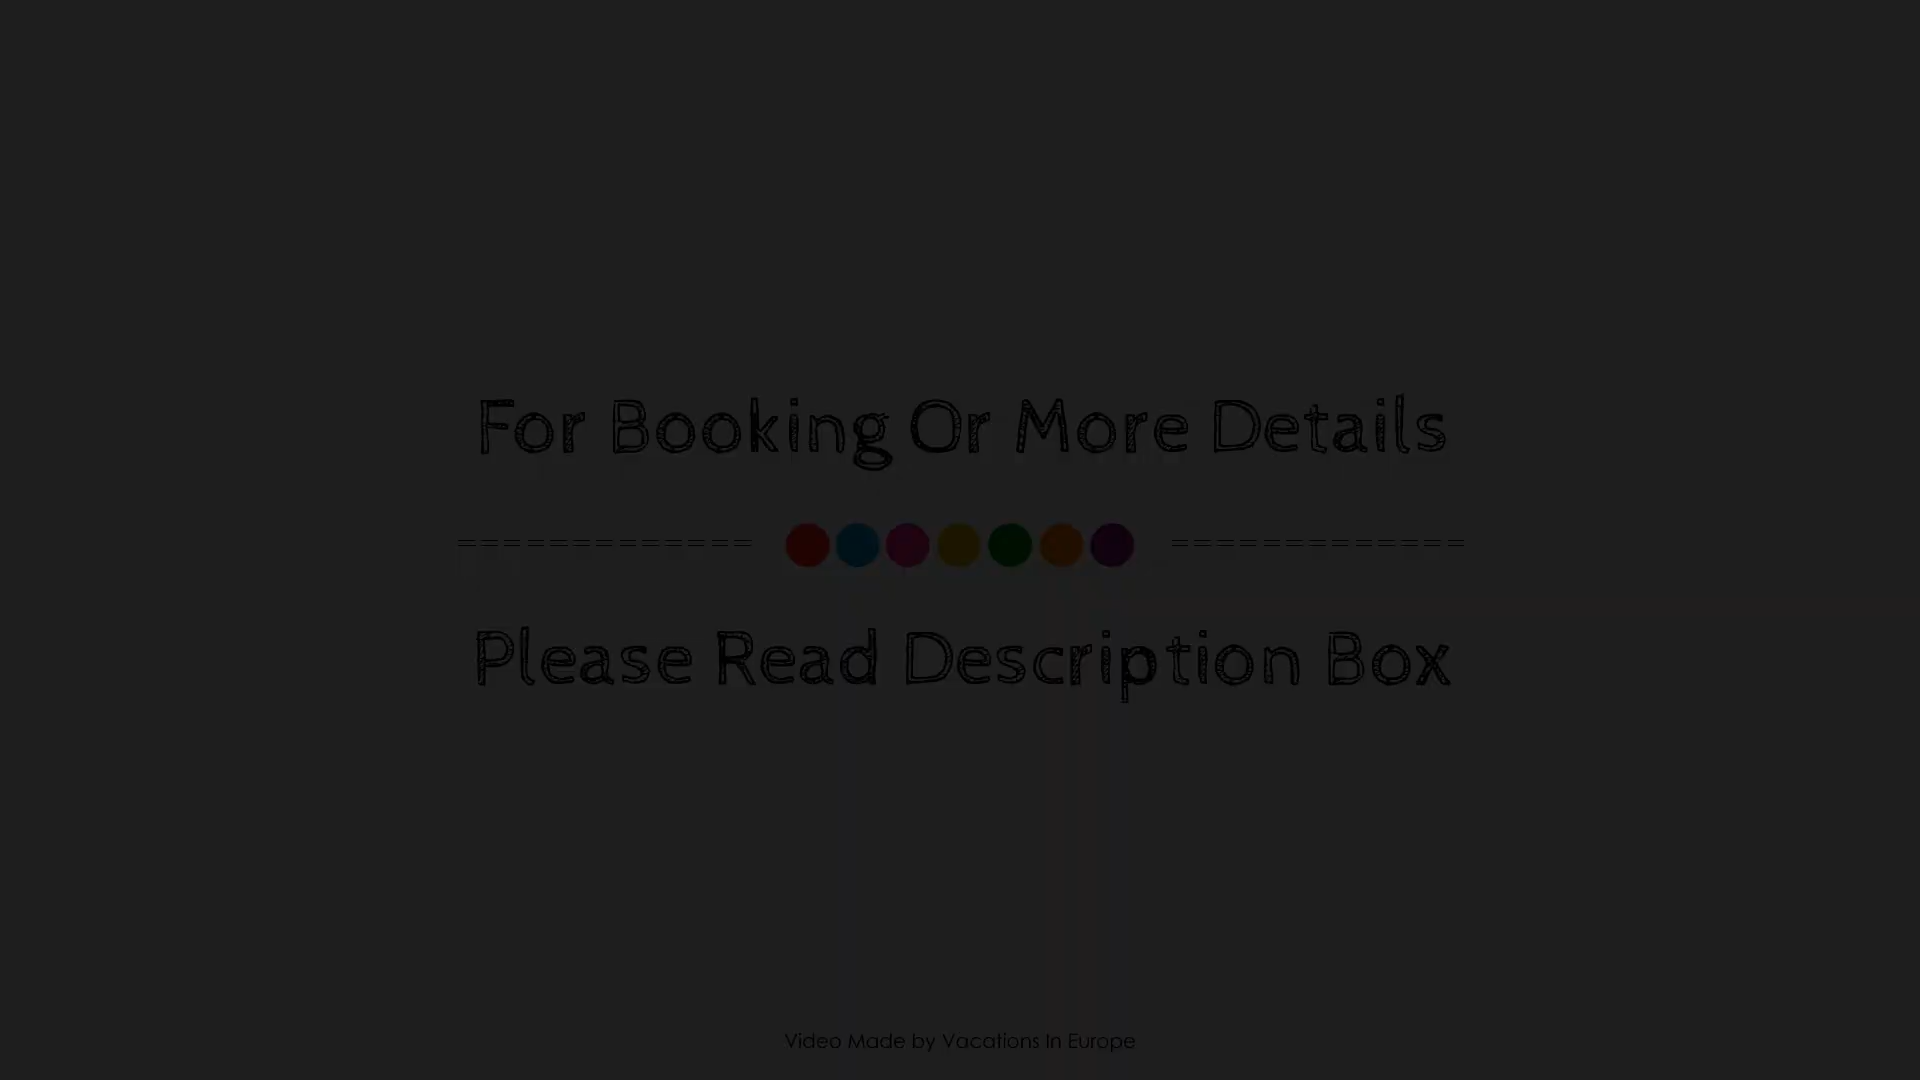 For Booking Or More Details
============= =============
Please Read Description Box
Video Made by Vacations In Europe